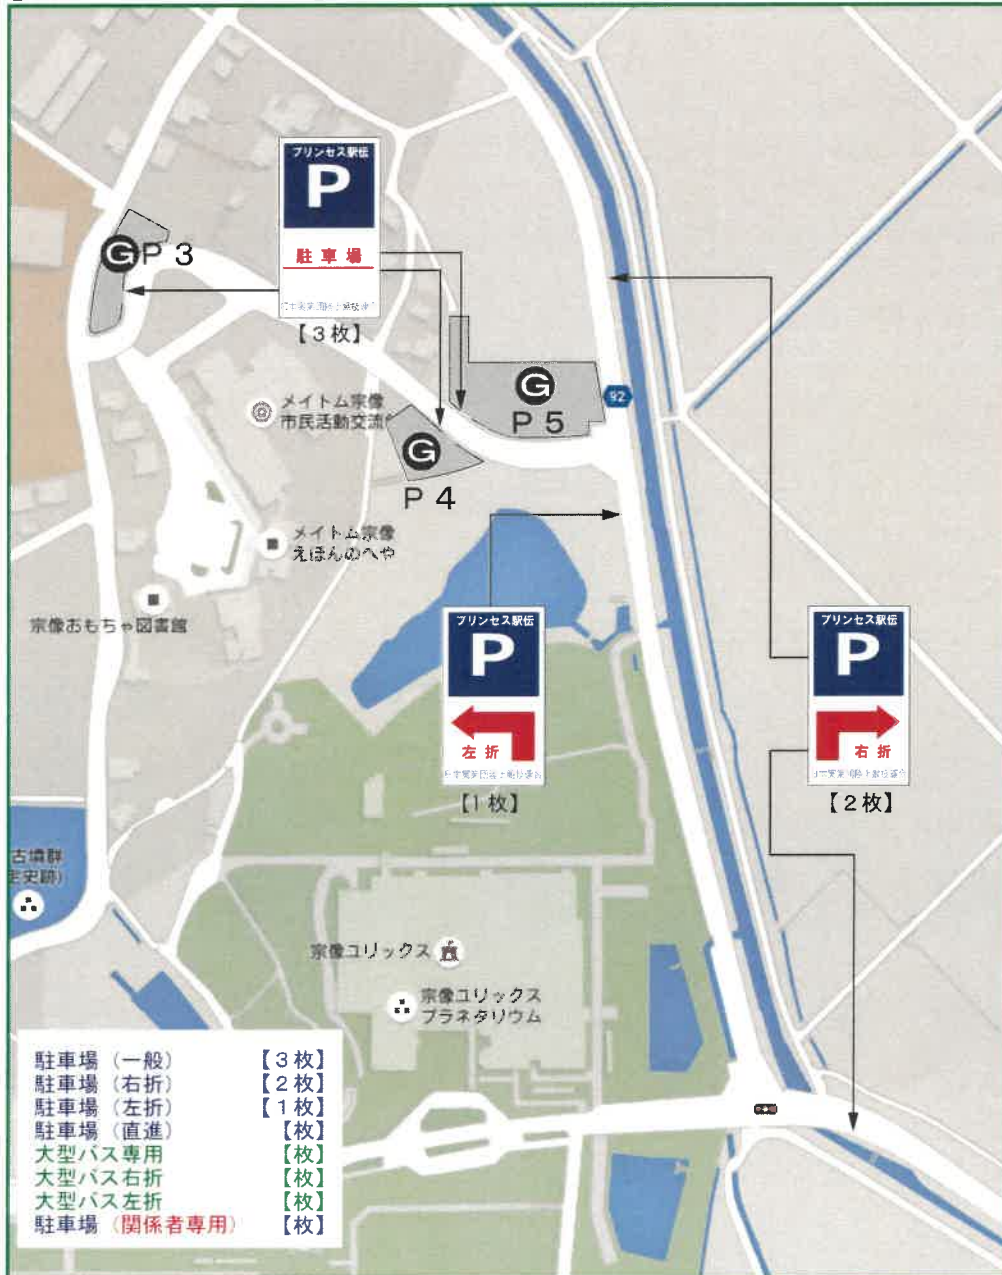 プリンセス駅伝
P
駐車場
【3枚】
G P 3
メイトム宗像
市民活動交流
G
P 5
92
G
P 4
メイトム宗像
えほんのへや
宗像おもちゃ図書館
プリンセス駅伝
P
左折
【1枚】
プリンセス駅伝
P
右折
【2枚】
古墳群
史跡)
宗像ユリックス
宗像ユリックス
プラネタリウム
駐車場（一般）【3枚】
駐車場（右折）【2枚】
駐車場（左折）【1枚】
駐車場（直進）【枚】
大型バス専用【枚】
大型バス右折【枚】
大型バス左折【枚】
駐車場（関係者専用）【枚】